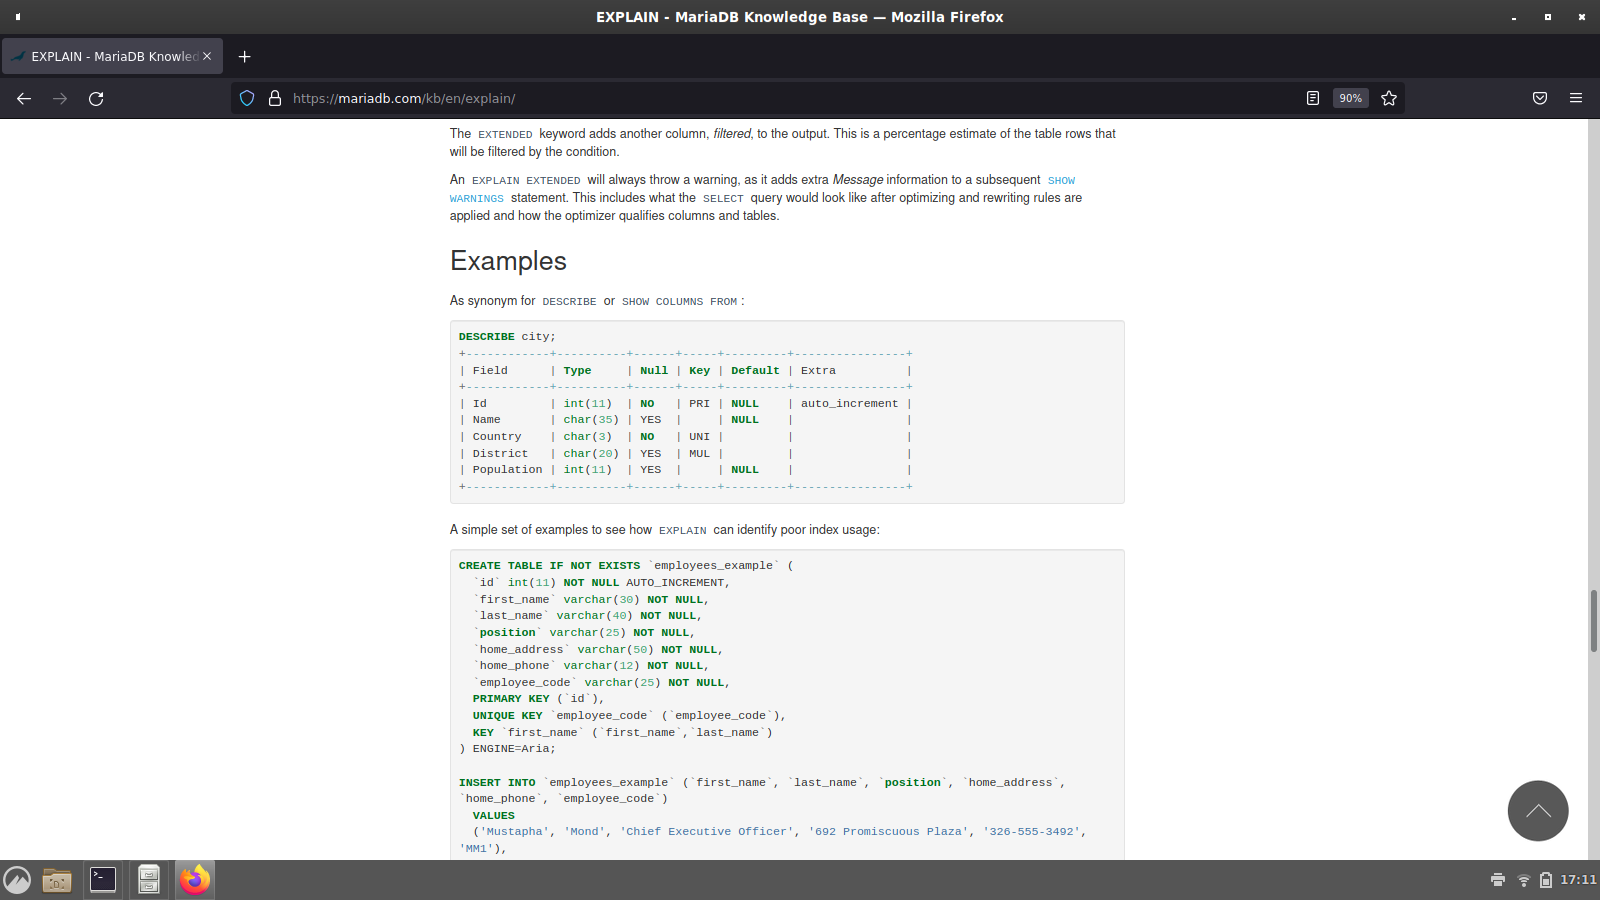 EXPLAIN - MariaDB Knowledge Base — Mozilla Firefox
EXPLAIN - MariaDB Knowled
https://mariadb.com/kb/en/explain/
90%
The EXTENDED keyword adds another column, filtered, to the output. This is a percentage estimate of the table rows that
will be filtered by the condition.
An EXPLAIN EXTENDED will always throw a warning, as it adds extra Message information to a subsequent SHOW
WARNINGS statement. This includes what the SELECT query would look like after optimizing and rewriting rules are
applied and how the optimizer qualifies columns and tables.
Examples
As synonym for DESCRIBE or SHOW COLUMNS FROM :
DESCRIBE city;
+------------+----------+------+-----+---------+----------------+
| Field      | Type     | Null | Key | Default | Extra          |
+------------+----------+------+-----+---------+----------------+
| Id         | int(11)  | NO   | PRI | NULL    | auto_increment |
| Name       | char(35) | YES  |     | NULL    |                |
| Country    | char(3)  | NO   | UNI |         |                |
| District   | char(20) | YES  | MUL |         |                |
| Population | int(11)  | YES  |     | NULL    |                |
+------------+----------+------+-----+---------+----------------+
A simple set of examples to see how EXPLAIN can identify poor index usage:
CREATE TABLE IF NOT EXISTS `employees_example` (
  `id` int(11) NOT NULL AUTO_INCREMENT,
  `first_name` varchar(30) NOT NULL,
  `last_name` varchar(40) NOT NULL,
  `position` varchar(25) NOT NULL,
  `home_address` varchar(50) NOT NULL,
  `home_phone` varchar(12) NOT NULL,
  `employee_code` varchar(25) NOT NULL,
  PRIMARY KEY (`id`),
  UNIQUE KEY `employee_code` (`employee_code`),
  KEY `first_name` (`first_name`,`last_name`)
) ENGINE=Aria;
INSERT INTO `employees_example` (`first_name`, `last_name`, `position`, `home_address`,
`home_phone`, `employee_code`)
  VALUES
  ('Mustapha', 'Mond', 'Chief Executive Officer', '692 Promiscuous Plaza', '326-555-3492',
'MM1'),
17:11